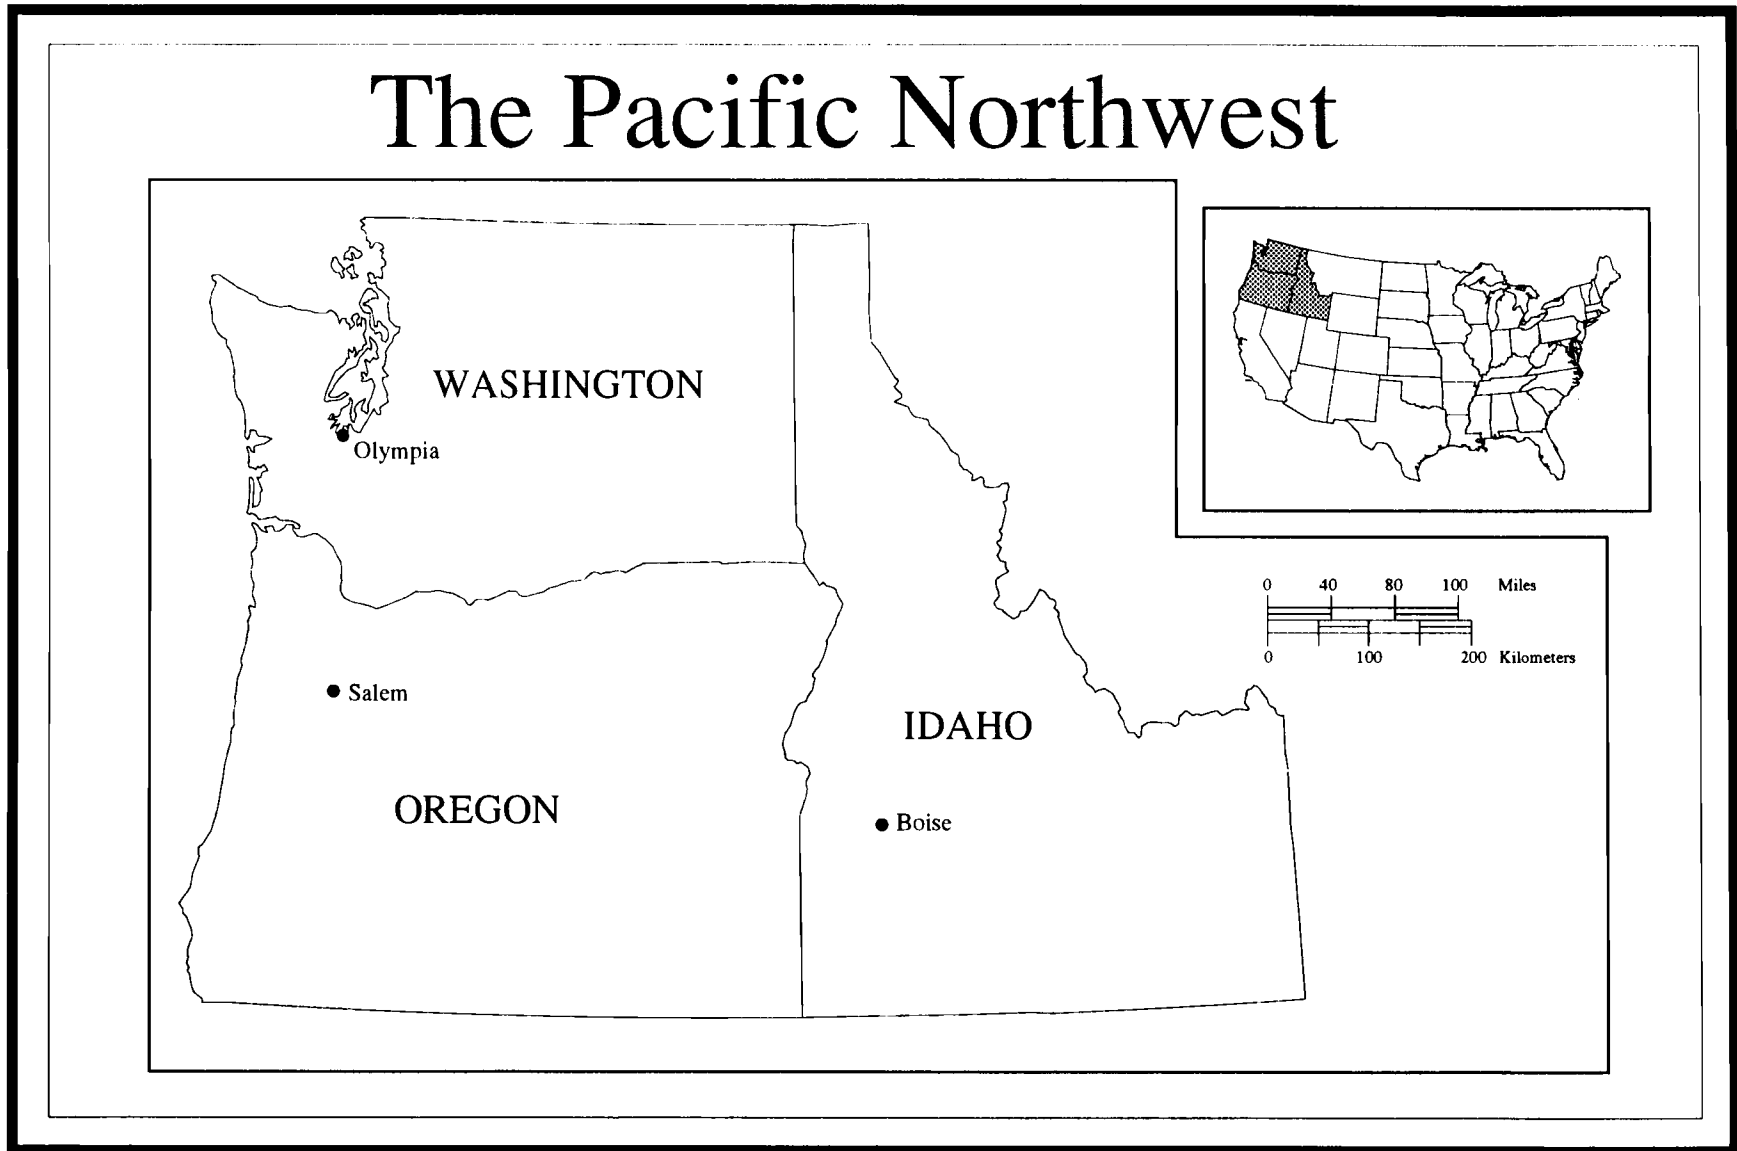 The Pacific Northwest
WASHINGTON
Olympia
0 40 80 100 Miles
0 100 200 Kilometers
Salem
IDAHO
OREGON
Boise